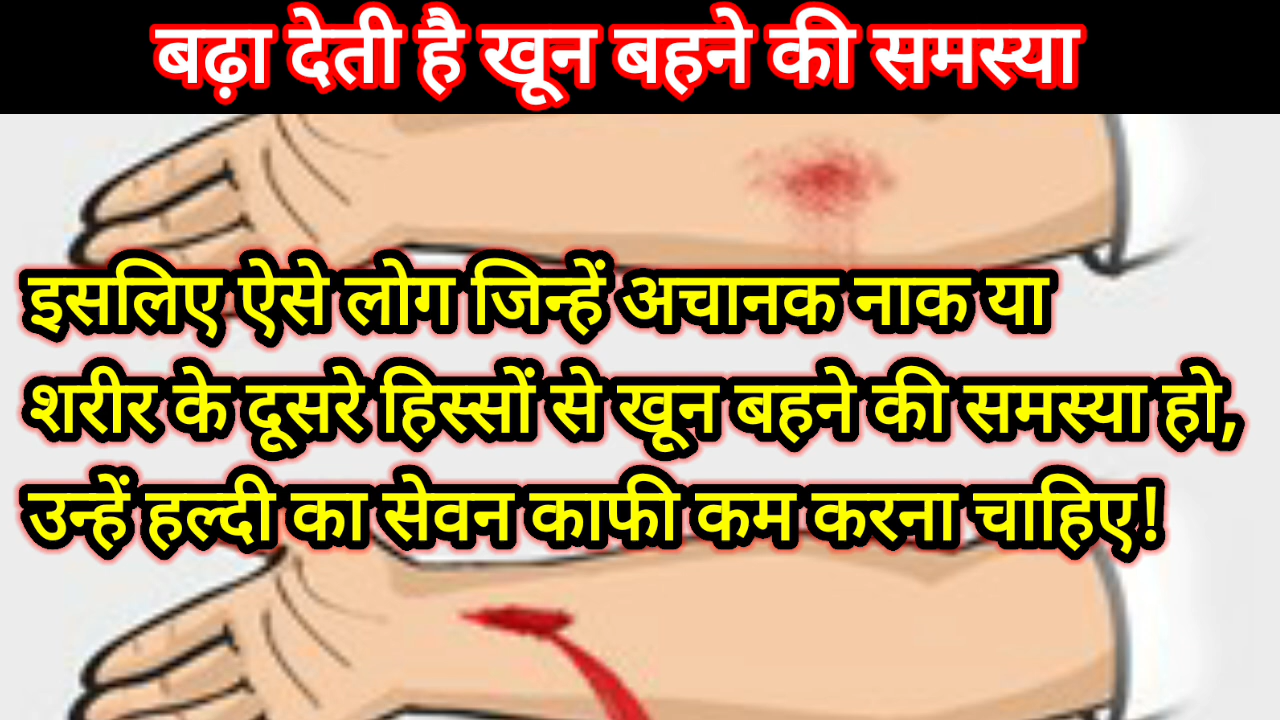 बढ़ा देती है खून बहने की समस्या
इसलिए ऐसे लोग जिन्हें अचानक नाक या
शरीर के दूसरे हिस्सों से खून बहने की समस्या हो,
उन्हें हल्दी का सेवन काफी कम करना चाहिए!